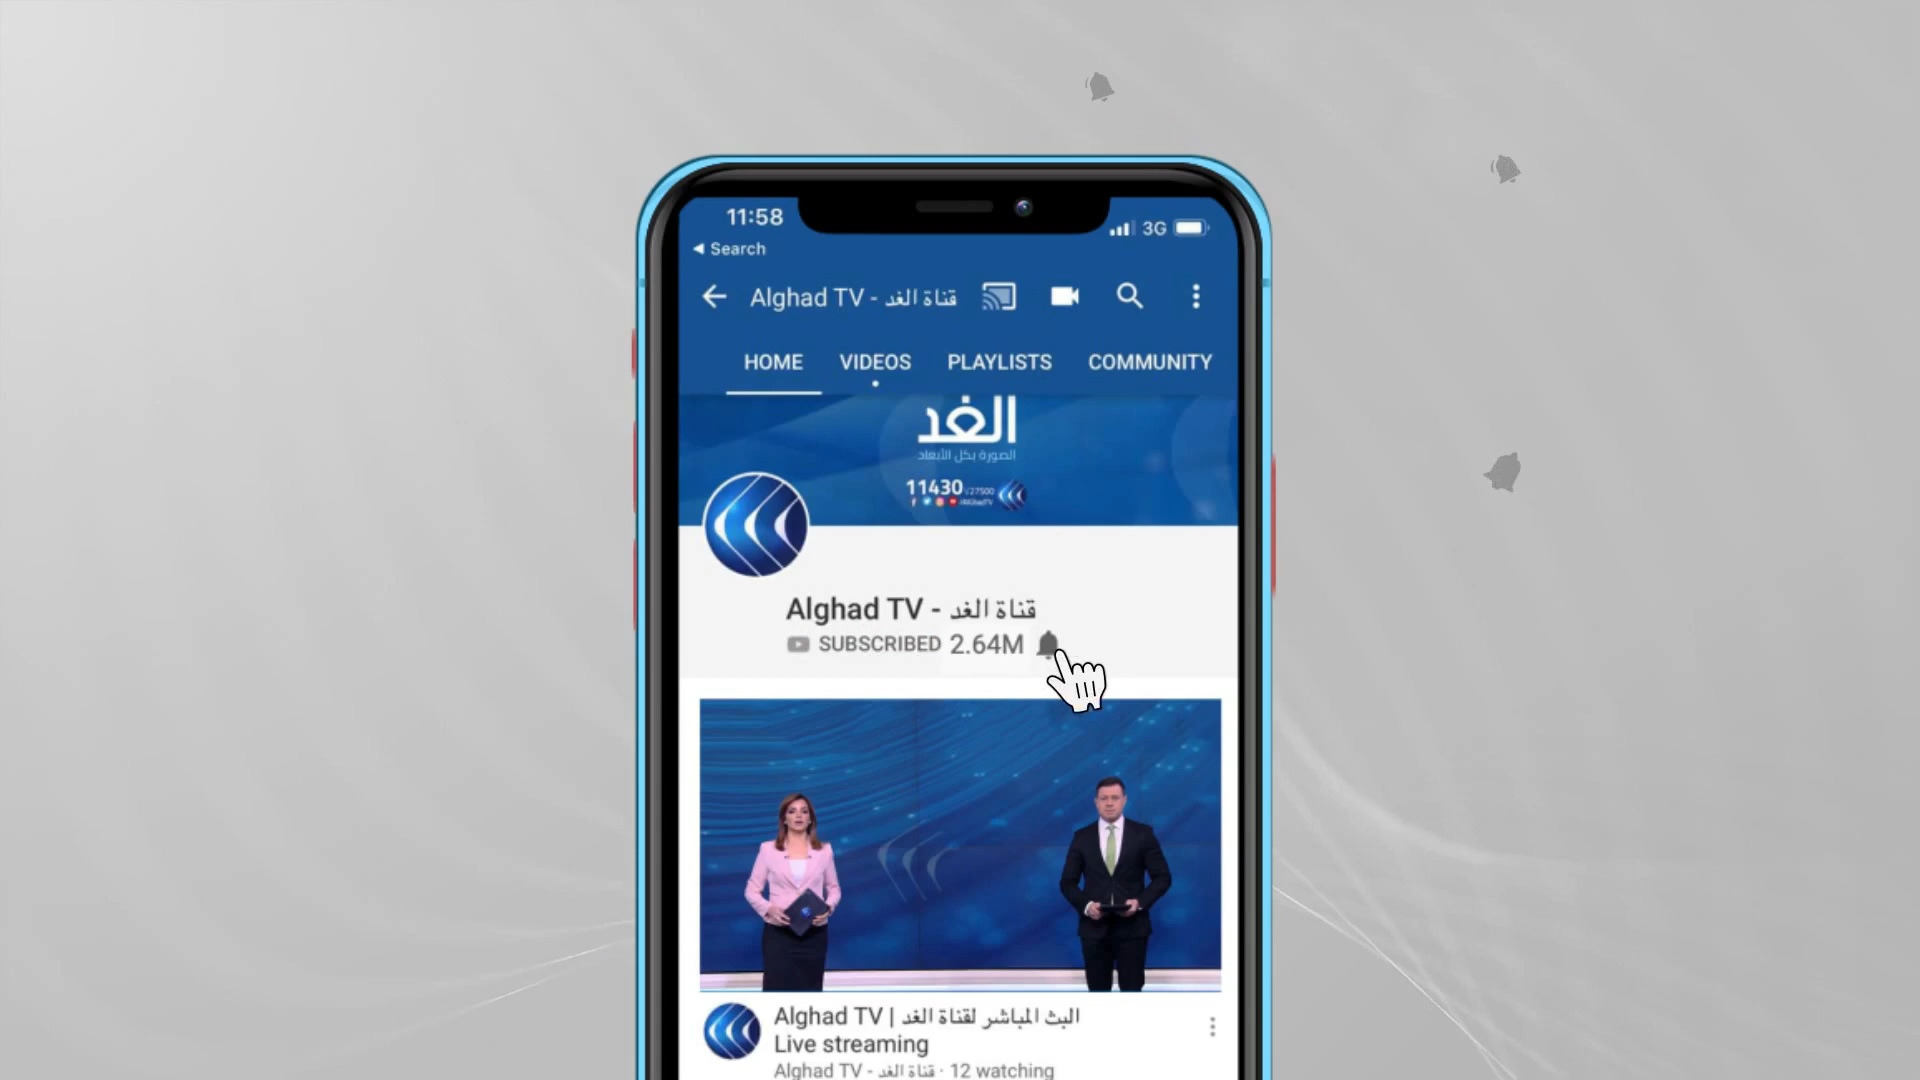 11:58
3G
Search
Alghad TV - قناة الغد
HOME VIDEOS PLAYLISTS COMMUNITY
الغد
الصورة بكل الأبعاد
11430 27500
/AlGhadTV
Alghad TV - قناة الغد
SUBSCRIBED 2.64M
Alghad TV | البث المباشر لقناة الغد
Live streaming
Alghad TV - قناة الغد · 12 watching